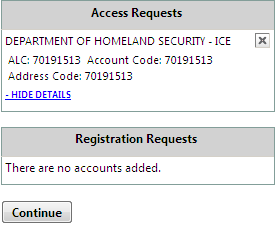 Access Requests
DEPARTMENT OF HOMELAND SECURITY - ICE
ALC: 70191513 Account Code: 70191513
Address Code: 70191513
- HIDE DETAILS
Registration Requests
There are no accounts added.
Continue